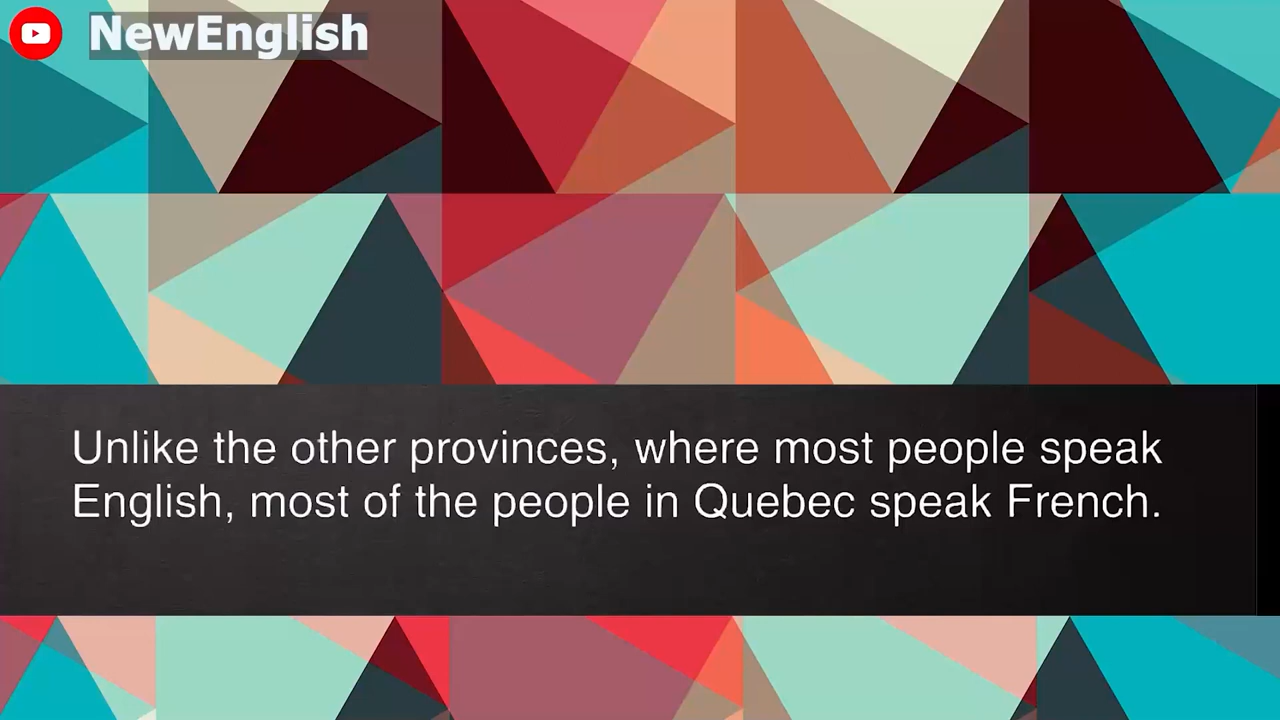 NewEnglish
Unlike the other provinces, where most people speak
English, most of the people in Quebec speak French.